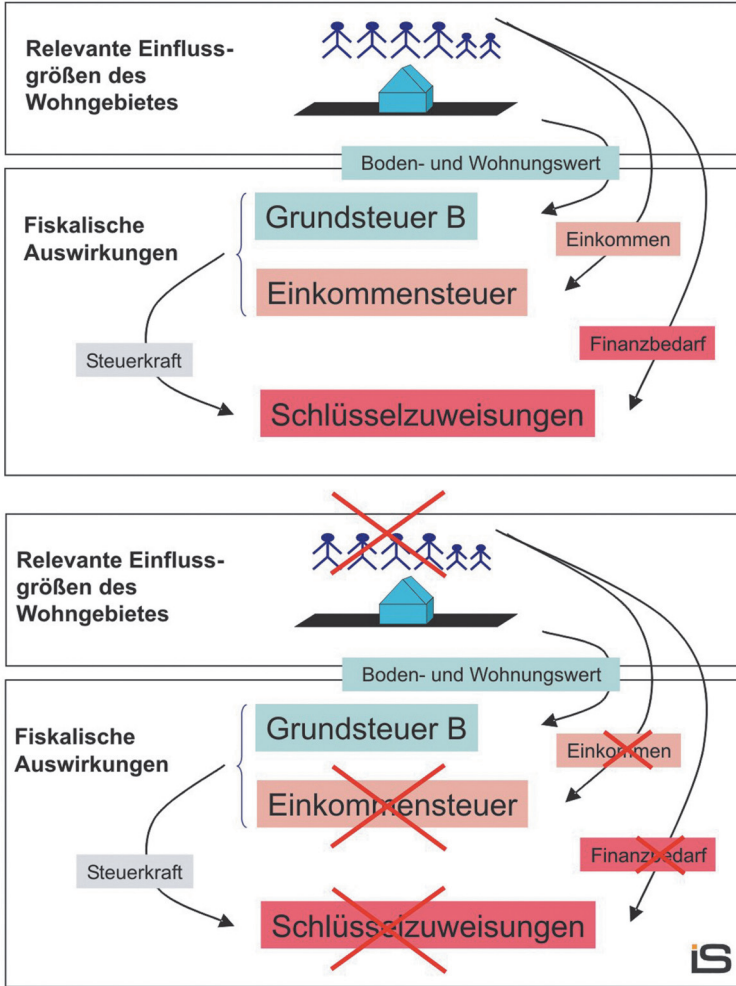 Relevante Einfluss-
größen des
Wohngebietes
Boden- und Wohnungswert
Fiskalische
Auswirkungen
Grundsteuer B
Einkommen
Einkommensteuer
Finanzbedarf
Steuerkraft
Schlüsselzuweisungen
Relevante Einfluss-
größen des
Wohngebietes
Boden- und Wohnungswert
Fiskalische
Auswirkungen
Grundsteuer B
Einkommen
Einkommensteuer
Finanzbedarf
Steuerkraft
Schlüsselzuweisungen
iS